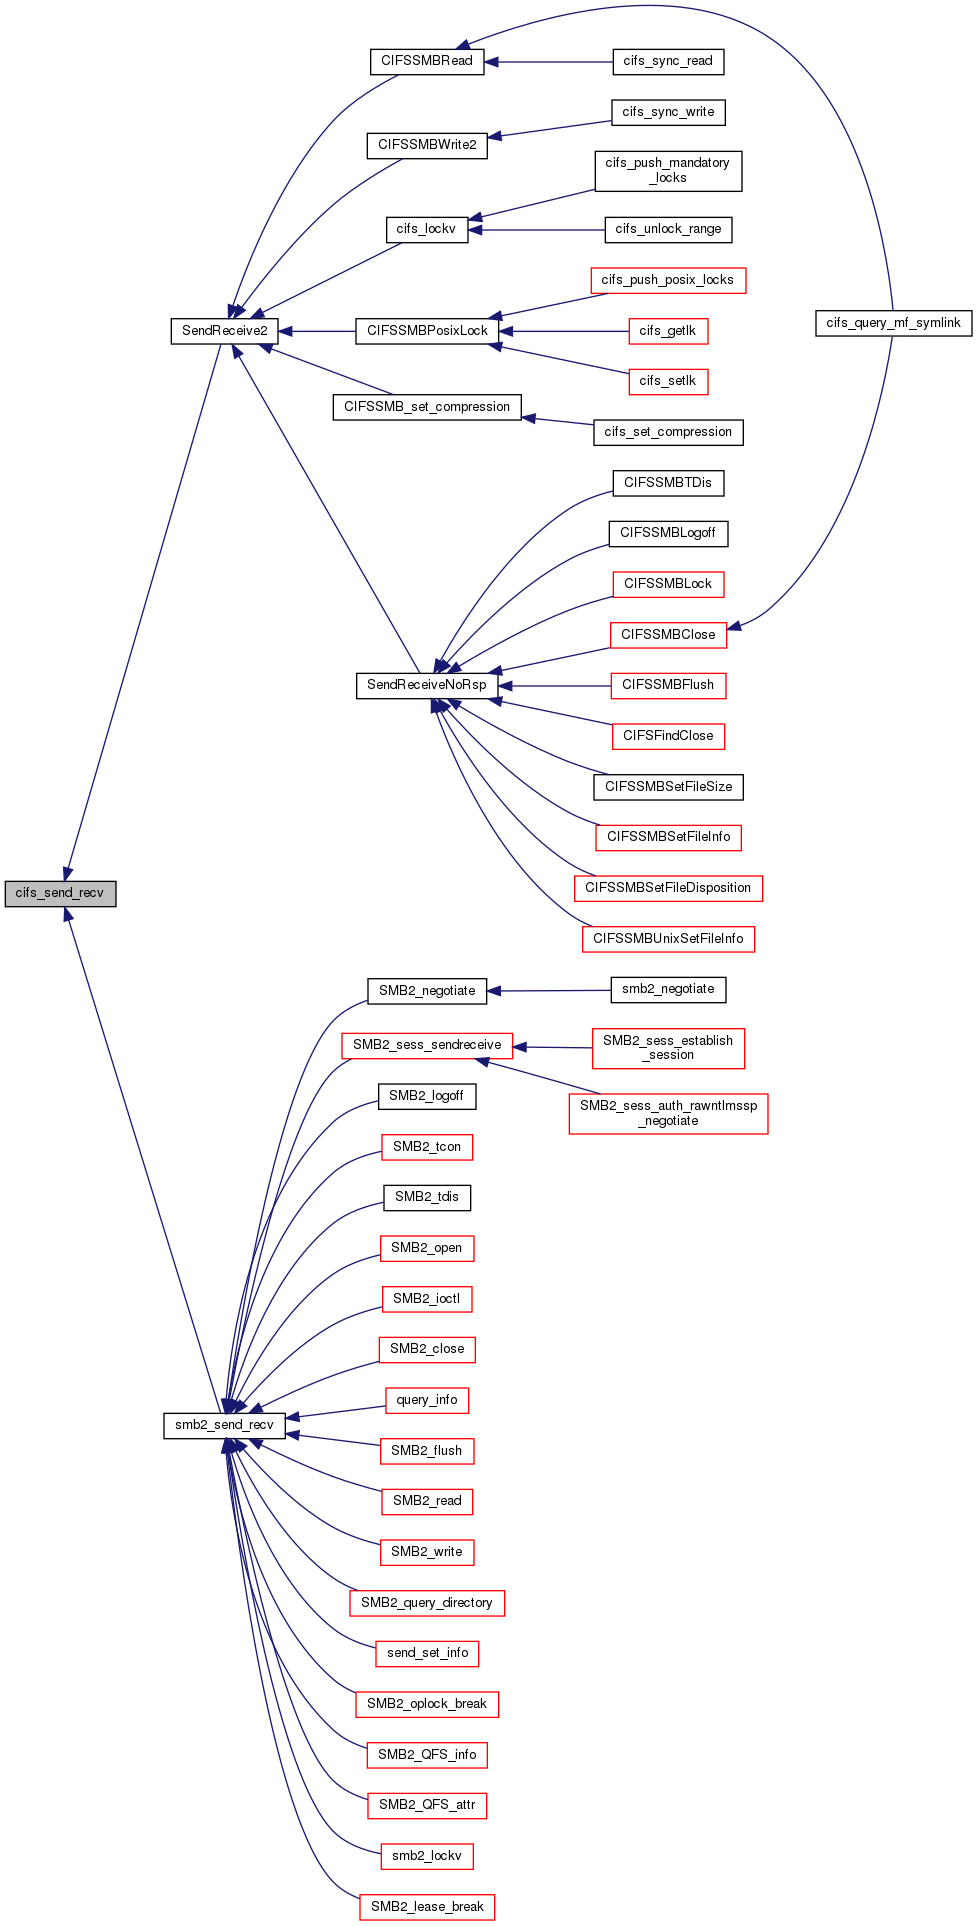 CIFSSMBRead
cifs_sync_read
cifs_sync_write
CIFSSMBWrite2
cifs_push_mandatory
_locks
cifs_lockv
cifs_unlock_range
cifs_push_posix_locks
SendReceive2
CIFSSMBPosixLock
cifs_getlk
cifs_query_mf_symlink
cifs_setlk
CIFSSMB_set_compression
cifs_set_compression
CIFSSMBTDis
CIFSSMBLogoff
CIFSSMBLock
CIFSSMBClose
SendReceiveNoRsp
CIFSSMBFlush
CIFSFindClose
CIFSSMBSetFileSize
CIFSSMBSetFileInfo
CIFSSMBSetFileDisposition
cifs_send_recv
CIFSSMBUnixSetFileInfo
SMB2_negotiate
smb2_negotiate
SMB2_sess_sendreceive
SMB2_sess_establish
_session
SMB2_logoff
SMB2_sess_auth_rawntlmssp
_negotiate
SMB2_tcon
SMB2_tdis
SMB2_open
SMB2_ioctl
SMB2_close
query_info
smb2_send_recv
SMB2_flush
SMB2_read
SMB2_write
SMB2_query_directory
send_set_info
SMB2_oplock_break
SMB2_QFS_info
SMB2_QFS_attr
smb2_lockv
SMB2_lease_break